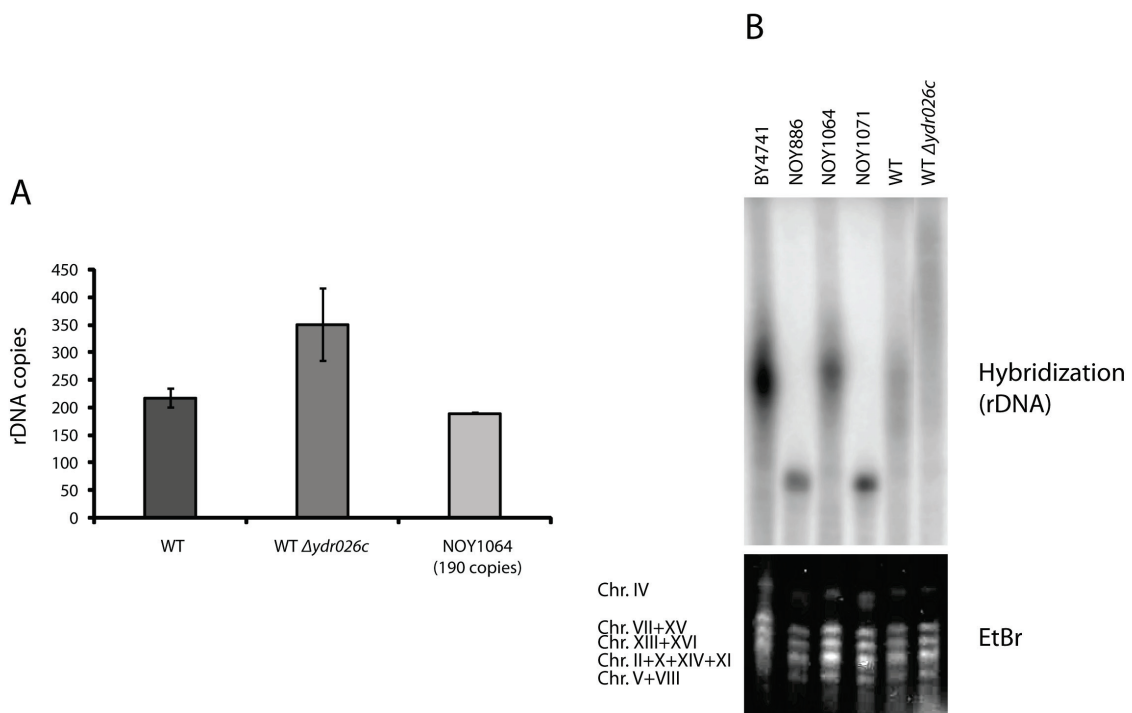 A
rDNA copies
450
400
350
300
250
200
150
100
50
0
WT
WT Δydr026c
NOY1064
(190 copies)
B
BY4741
NOY886
NOY1064
NOY1071
WT
WT Δydr026c
Hybridization
(rDNA)
Chr. IV
Chr. VII+XV
Chr. XIII+XVI
Chr. II+X+XIV+XI
Chr. V+VIII
EtBr